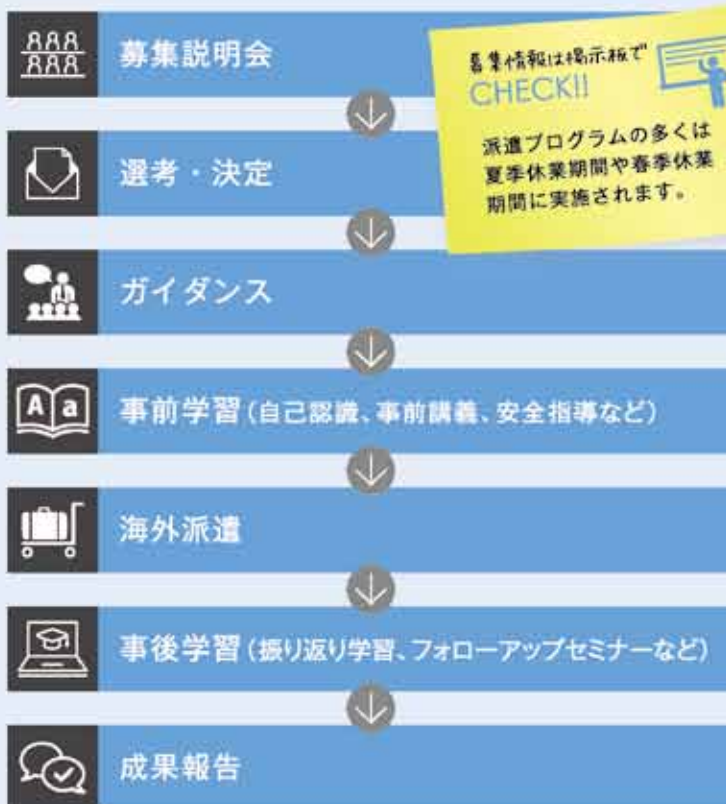 募集説明会
募集情報は掲示板で
CHECK!!
派遣プログラムの多くは
夏季休業期間や春季休業
期間に実施されます。
選考・決定
ガイダンス
A a
事前学習(自己認識、事前講義、安全指導など)
海外派遣
事後学習(振り返り学習、フォローアップセミナーなど)
成果報告